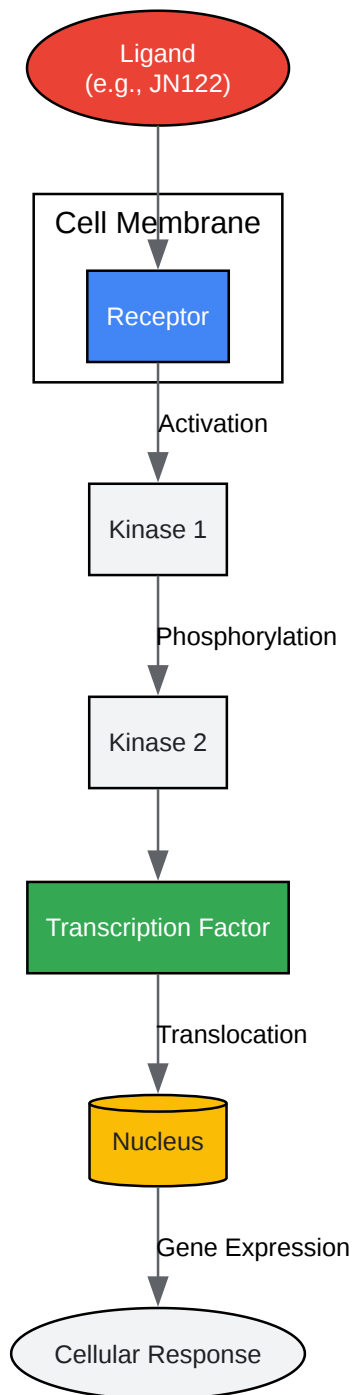 Ligand
(e.g., JN122)
Cell Membrane
Receptor
Activation
Kinase 1
Phosphorylation
Kinase 2
Transcription Factor
Translocation
Nucleus
Gene Expression
Cellular Response